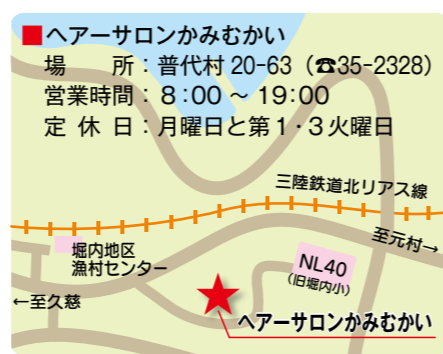 ■ヘアーサロンかみむかい
場　　所：普代村 20-63（☎35-2328）
営業時間：8:00 ～ 19:00
定 休 日：月曜日と第1・3火曜日
三陸鉄道北リアス線
至元村→
堀内地区
漁村センター
NL40
（旧堀内小）
←至久慈
ヘアーサロンかみむかい